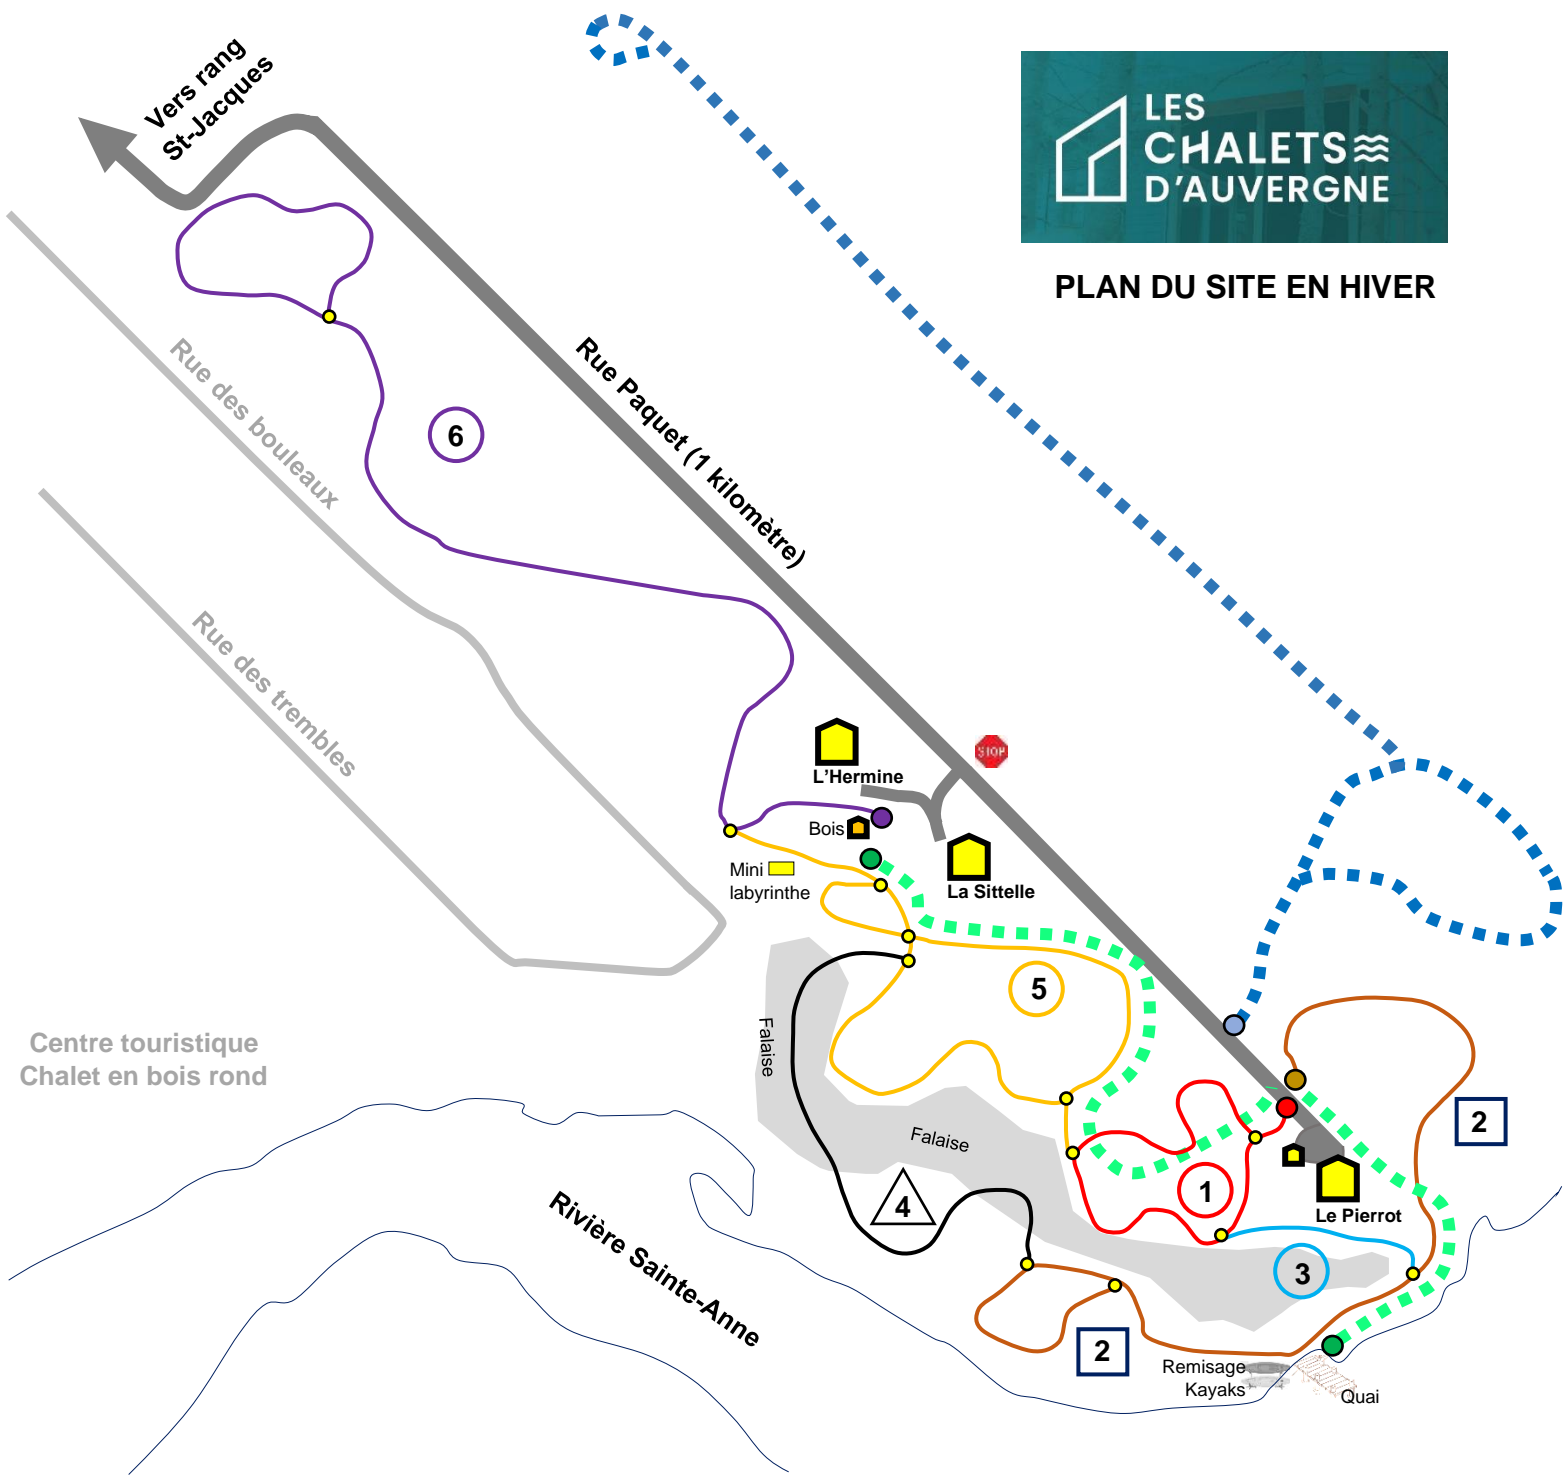 Vers rang
St-Jacques
LES
CHALETS
D'AUVERGNE
PLAN DU SITE EN HIVER
Rue des bouleaux
Rue Paquet (1 kilomètre)
6
Rue des trembles
STOP
L'Hermine
Bois
Mini
labyrinthe
La Sittelle
5
Falaise
Centre touristique
Chalet en bois rond
Falaise
2
1
4
Le Pierrot
Rivière Sainte-Anne
3
2
Remisage
Kayaks
Quai